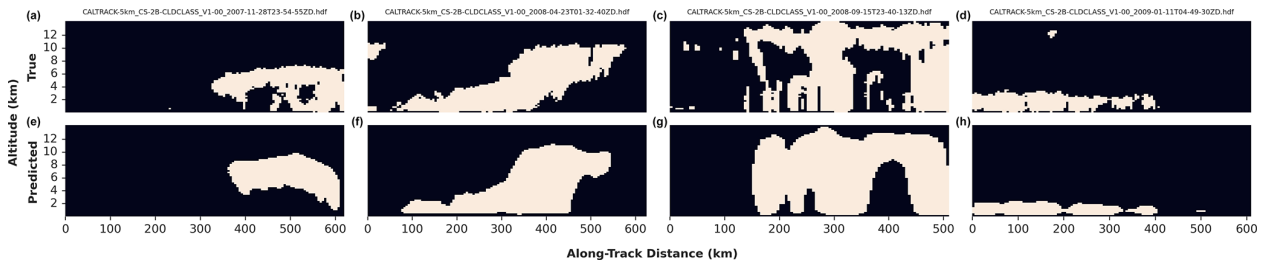 (a) CALTRACK-5km_CS-2B-CLDCLASS_V1-00_2007-11-28T23-54-55ZD.hdf
(b) CALTRACK-5km_CS-2B-CLDCLASS_V1-00_2008-04-23T01-32-40ZD.hdf
(c) CALTRACK-5km_CS-2B-CLDCLASS_V1-00_2008-09-15T23-40-13ZD.hdf
(d) CALTRACK-5km_CS-2B-CLDCLASS_V1-00_2009-01-11T04-49-30ZD.hdf
Altitude (km)
True
12
10
8
6
4
2
(e) (f) (g) (h)
Predicted
12
10
8
6
4
2
0 100 200 300 400 500 600
0 100 200 300 400 500 600
0 100 200 300 400 500
0 100 200 300 400 500 600
Along-Track Distance (km)